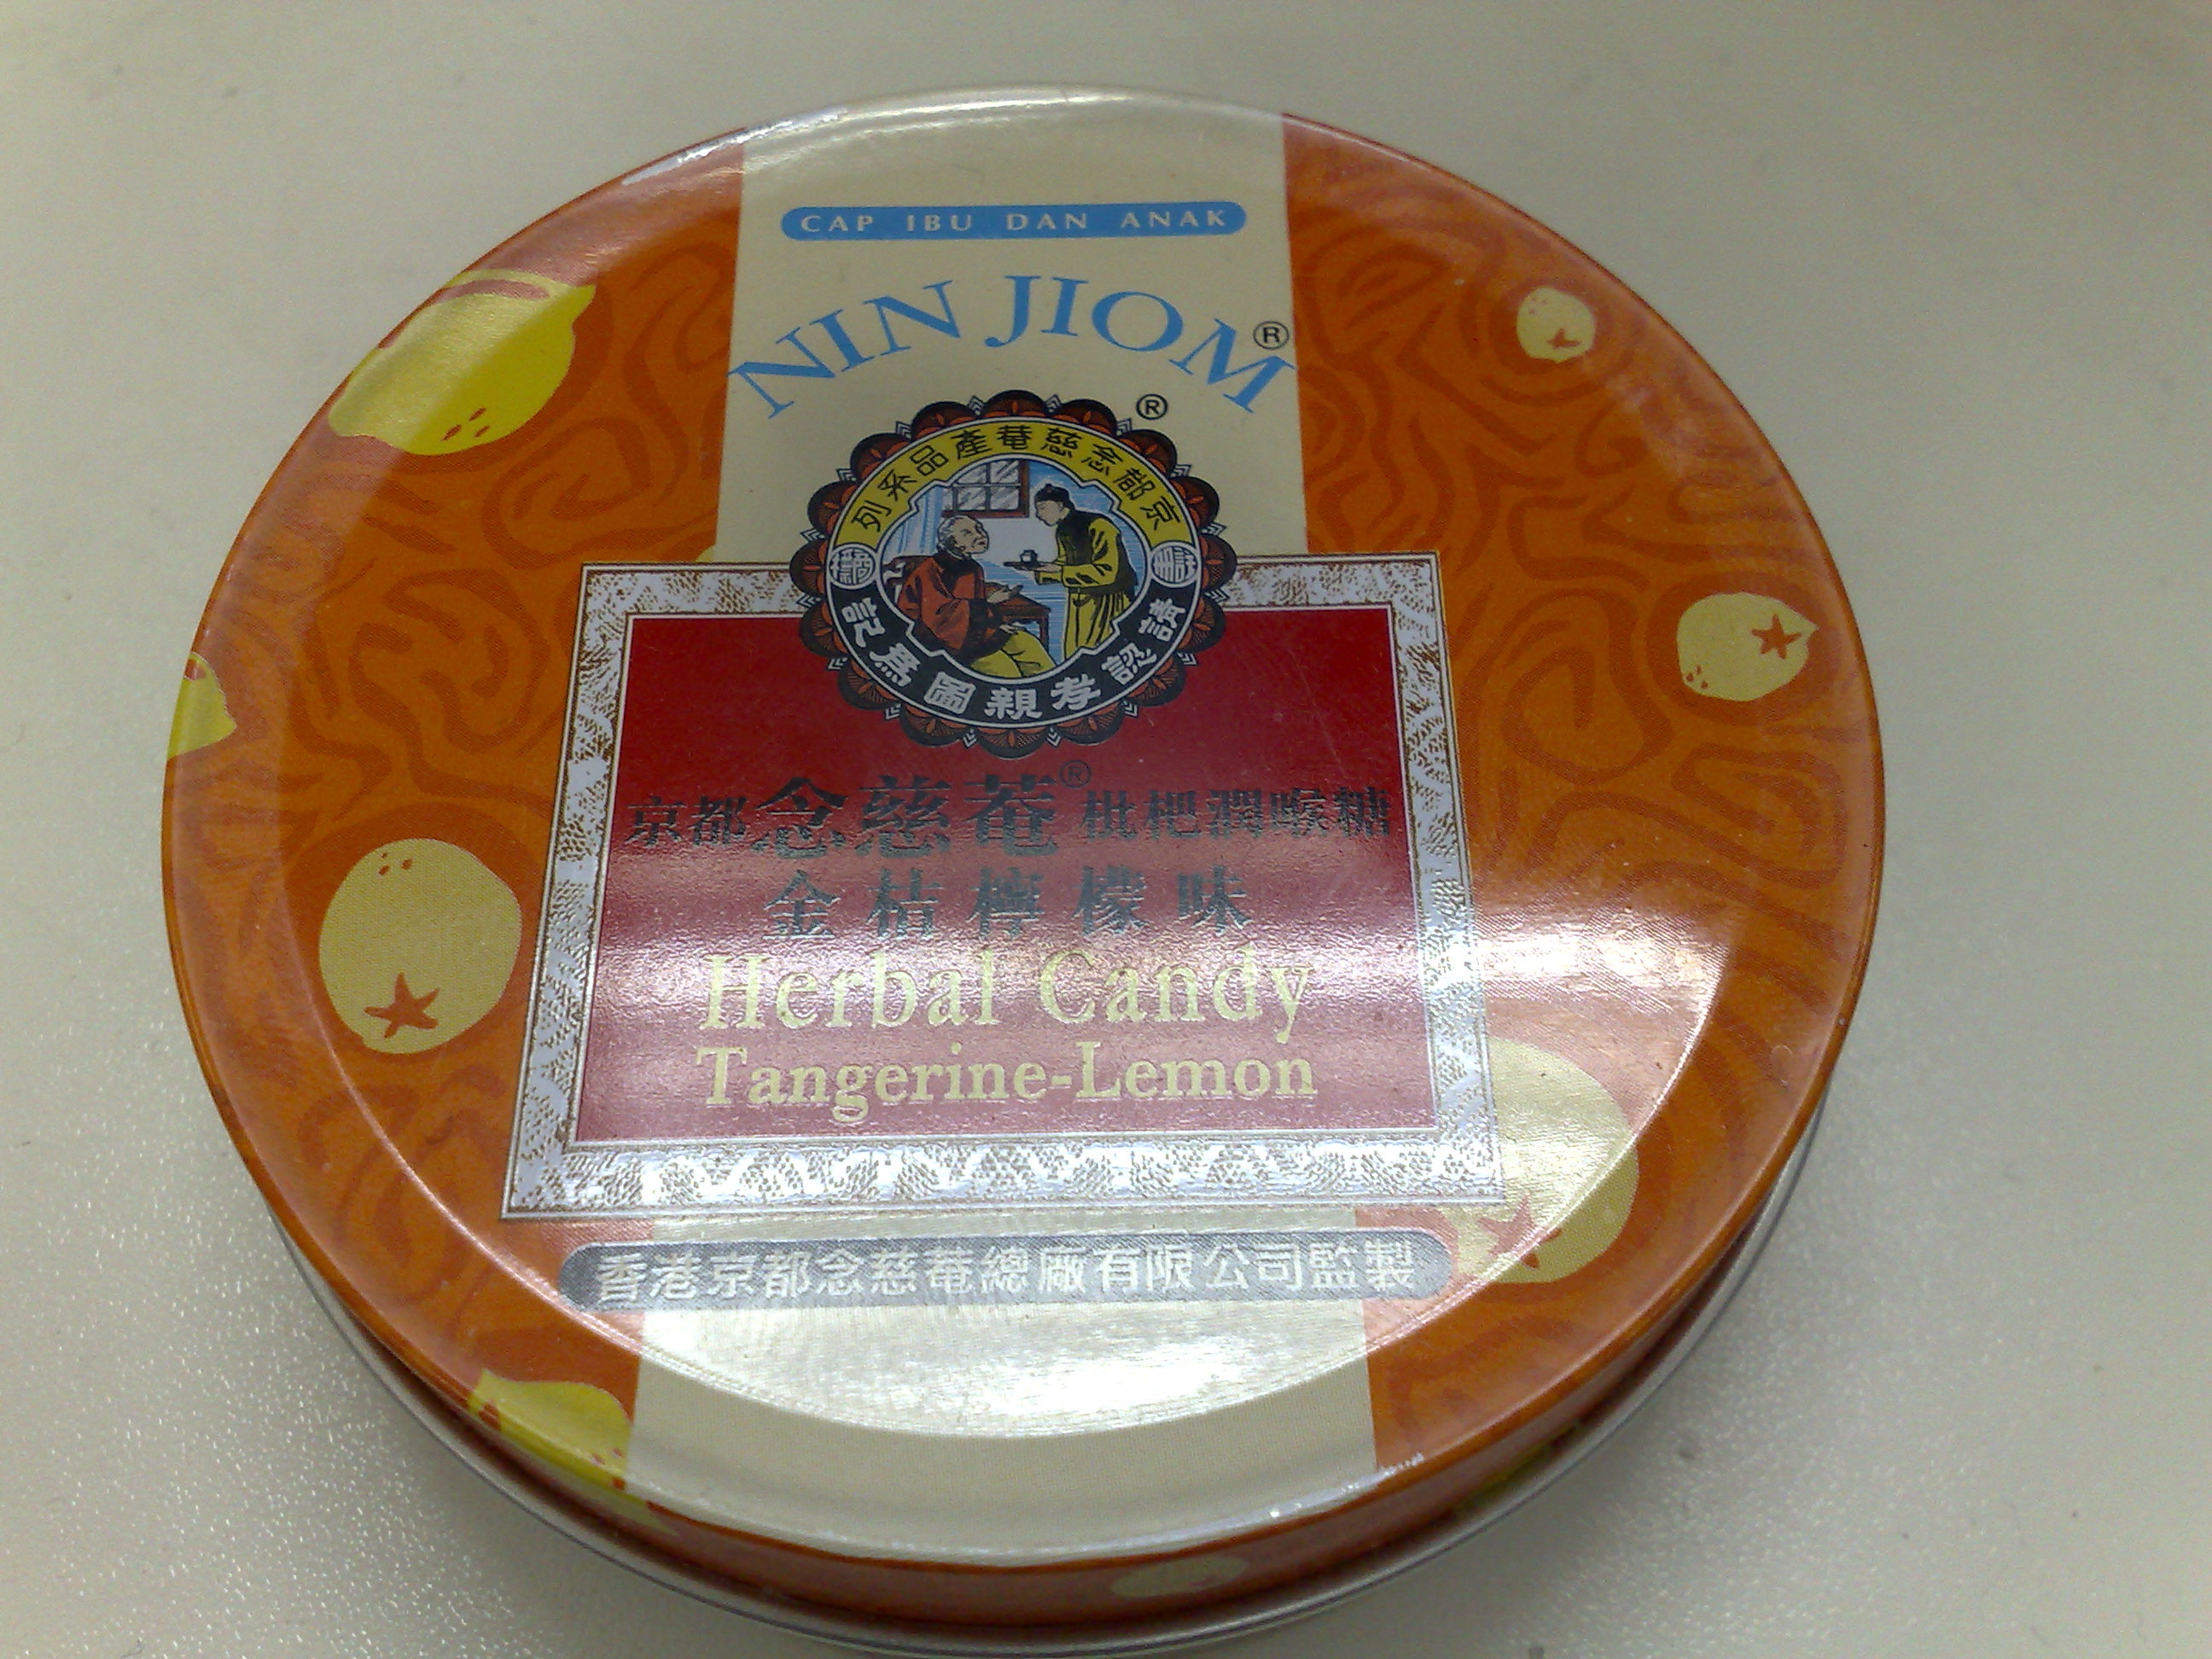 CAP IBU DAN ANAK
NIN JIOM®
®
京都念慈菴產品系列
請認孝親圖為記
京都念慈菴®枇杷潤喉糖
金桔檸檬味
Herbal Candy
Tangerine-Lemon
香港京都念慈菴總廠有限公司監製